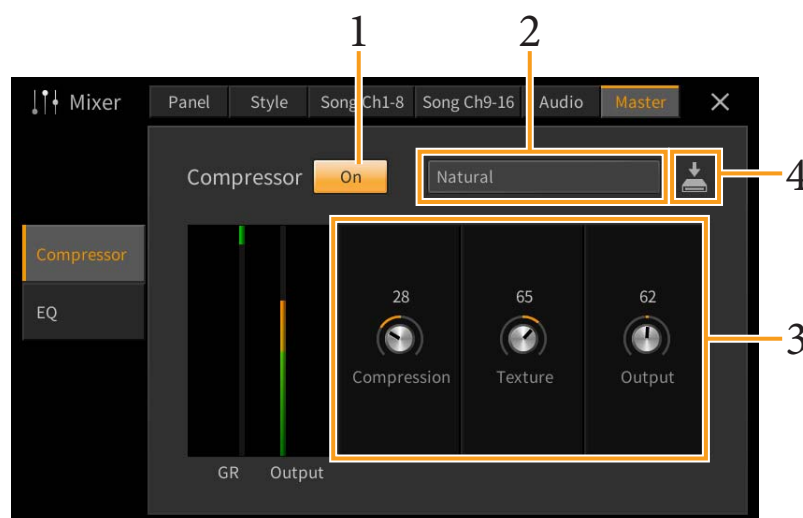 1 2
Mixer Panel Style Song Ch1-8 Song Ch9-16 Audio Master ×
Compressor On Natural 4
Compressor
EQ
28 65 62
3
Compression Texture Output
GR Output